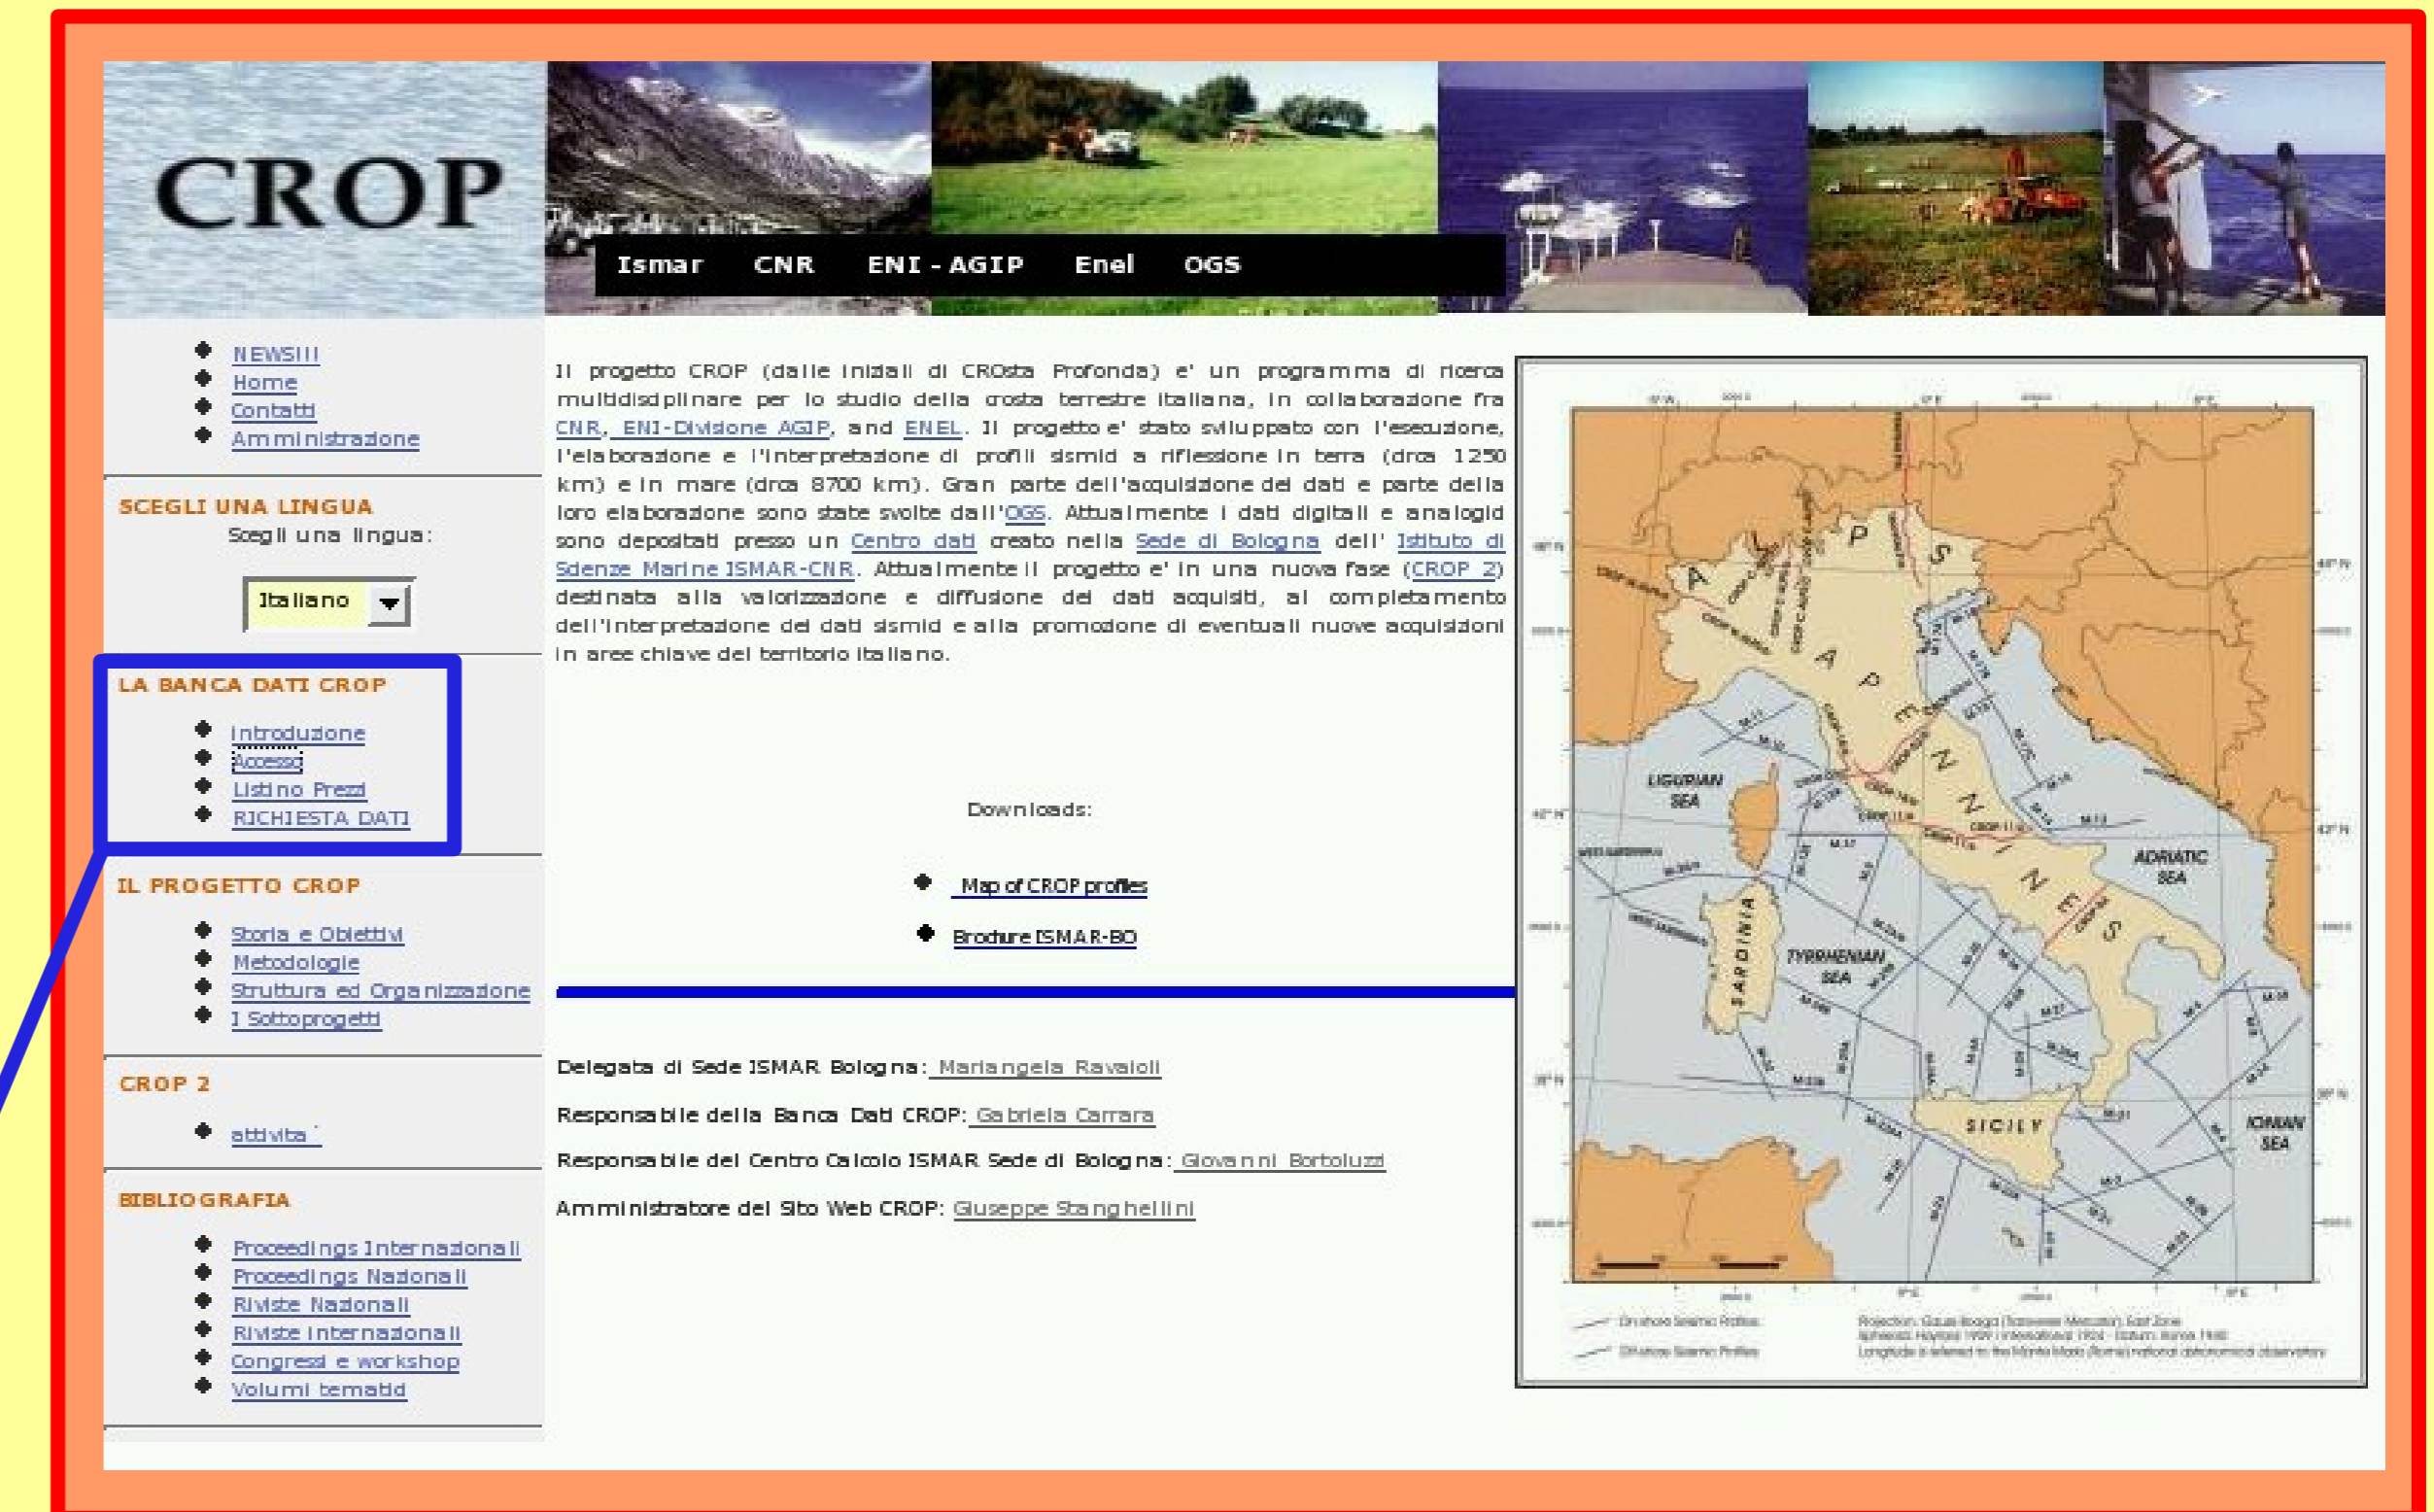 CROP
Ismar CNR ENI - AGIP Enel OGS
NEWS!!!
Home
Contatti
Amministrazione
SCEGLI UNA LINGUA
Scegli una lingua:
Italiano
LA BANCA DATI CROP
Introduzione
Accesso
Listino Prezzi
RICHIESTA DATI
IL PROGETTO CROP
Storia e Obiettivi
Metodologie
Struttura ed Organizzazione
I Sottoprogetti
CROP 2
attivita`
BIBLIOGRAFIA
Proceedings Internazionali
Proceedings Nazionali
Riviste Nazionali
Riviste Internazionali
Congressi e workshop
Volumi tematici
Il progetto CROP (dalle iniziali di CROsta Profonda) e' un programma di ricerca
multidisciplinare per lo studio della crosta terrestre italiana, in collaborazione fra
CNR, ENI-Divisione AGIP, and ENEL. Il progetto e' stato sviluppato con l'esecuzione,
l'elaborazione e l'interpretazione di profili sismici a riflessione in terra (circa 1250
km) e in mare (circa 8700 km). Gran parte dell'acquisizione dei dati e parte della
loro elaborazione sono state svolte dall'OGS. Attualmente i dati digitali e analogici
sono depositati presso un Centro dati creato nella Sede di Bologna dell' Istituto di
Scienze Marine ISMAR-CNR. Attualmente il progetto e' in una nuova fase (CROP 2)
destinata alla valorizzazione e diffusione dei dati acquisiti, al completamento
dell'interpretazione dei dati sismici e alla promozione di eventuali nuove acquisizioni
in aree chiave del territorio italiano.
Downloads:
Map of CROP profiles
Brochure ISMAR-BO
Delegata di Sede ISMAR Bologna: Mariangela Ravaioli
Responsabile della Banca Dati CROP: Gabriela Carrara
Responsabile del Centro Calcolo ISMAR Sede di Bologna: Giovanni Bortoluzzi
Amministratore del Sito Web CROP: Giuseppe Stanghellini
A P S
A P E N N I N E S
LIGURIAN
SEA
ADRIATIC
SEA
SARDINIA
TYRRHENIAN
SEA
SICILY
IONIAN
SEA
On shore Seismic Profiles
Off shore Seismic Profiles